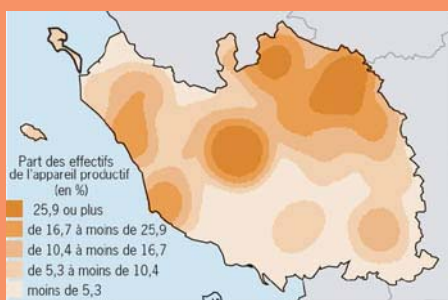 Part des effectifs
de l'appareil productif
(en %)
25,9 ou plus
de 16,7 à moins de 25,9
de 10,4 à moins de 16,7
de 5,3 à moins de 10,4
moins de 5,3